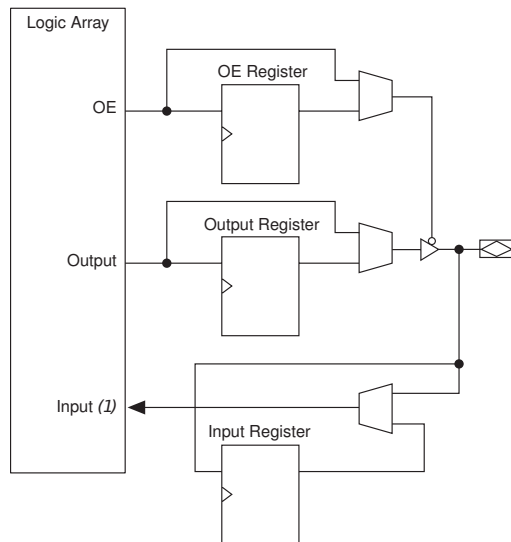 Logic Array
OE Register
OE
Output Register
Output
Input (1)
Input Register